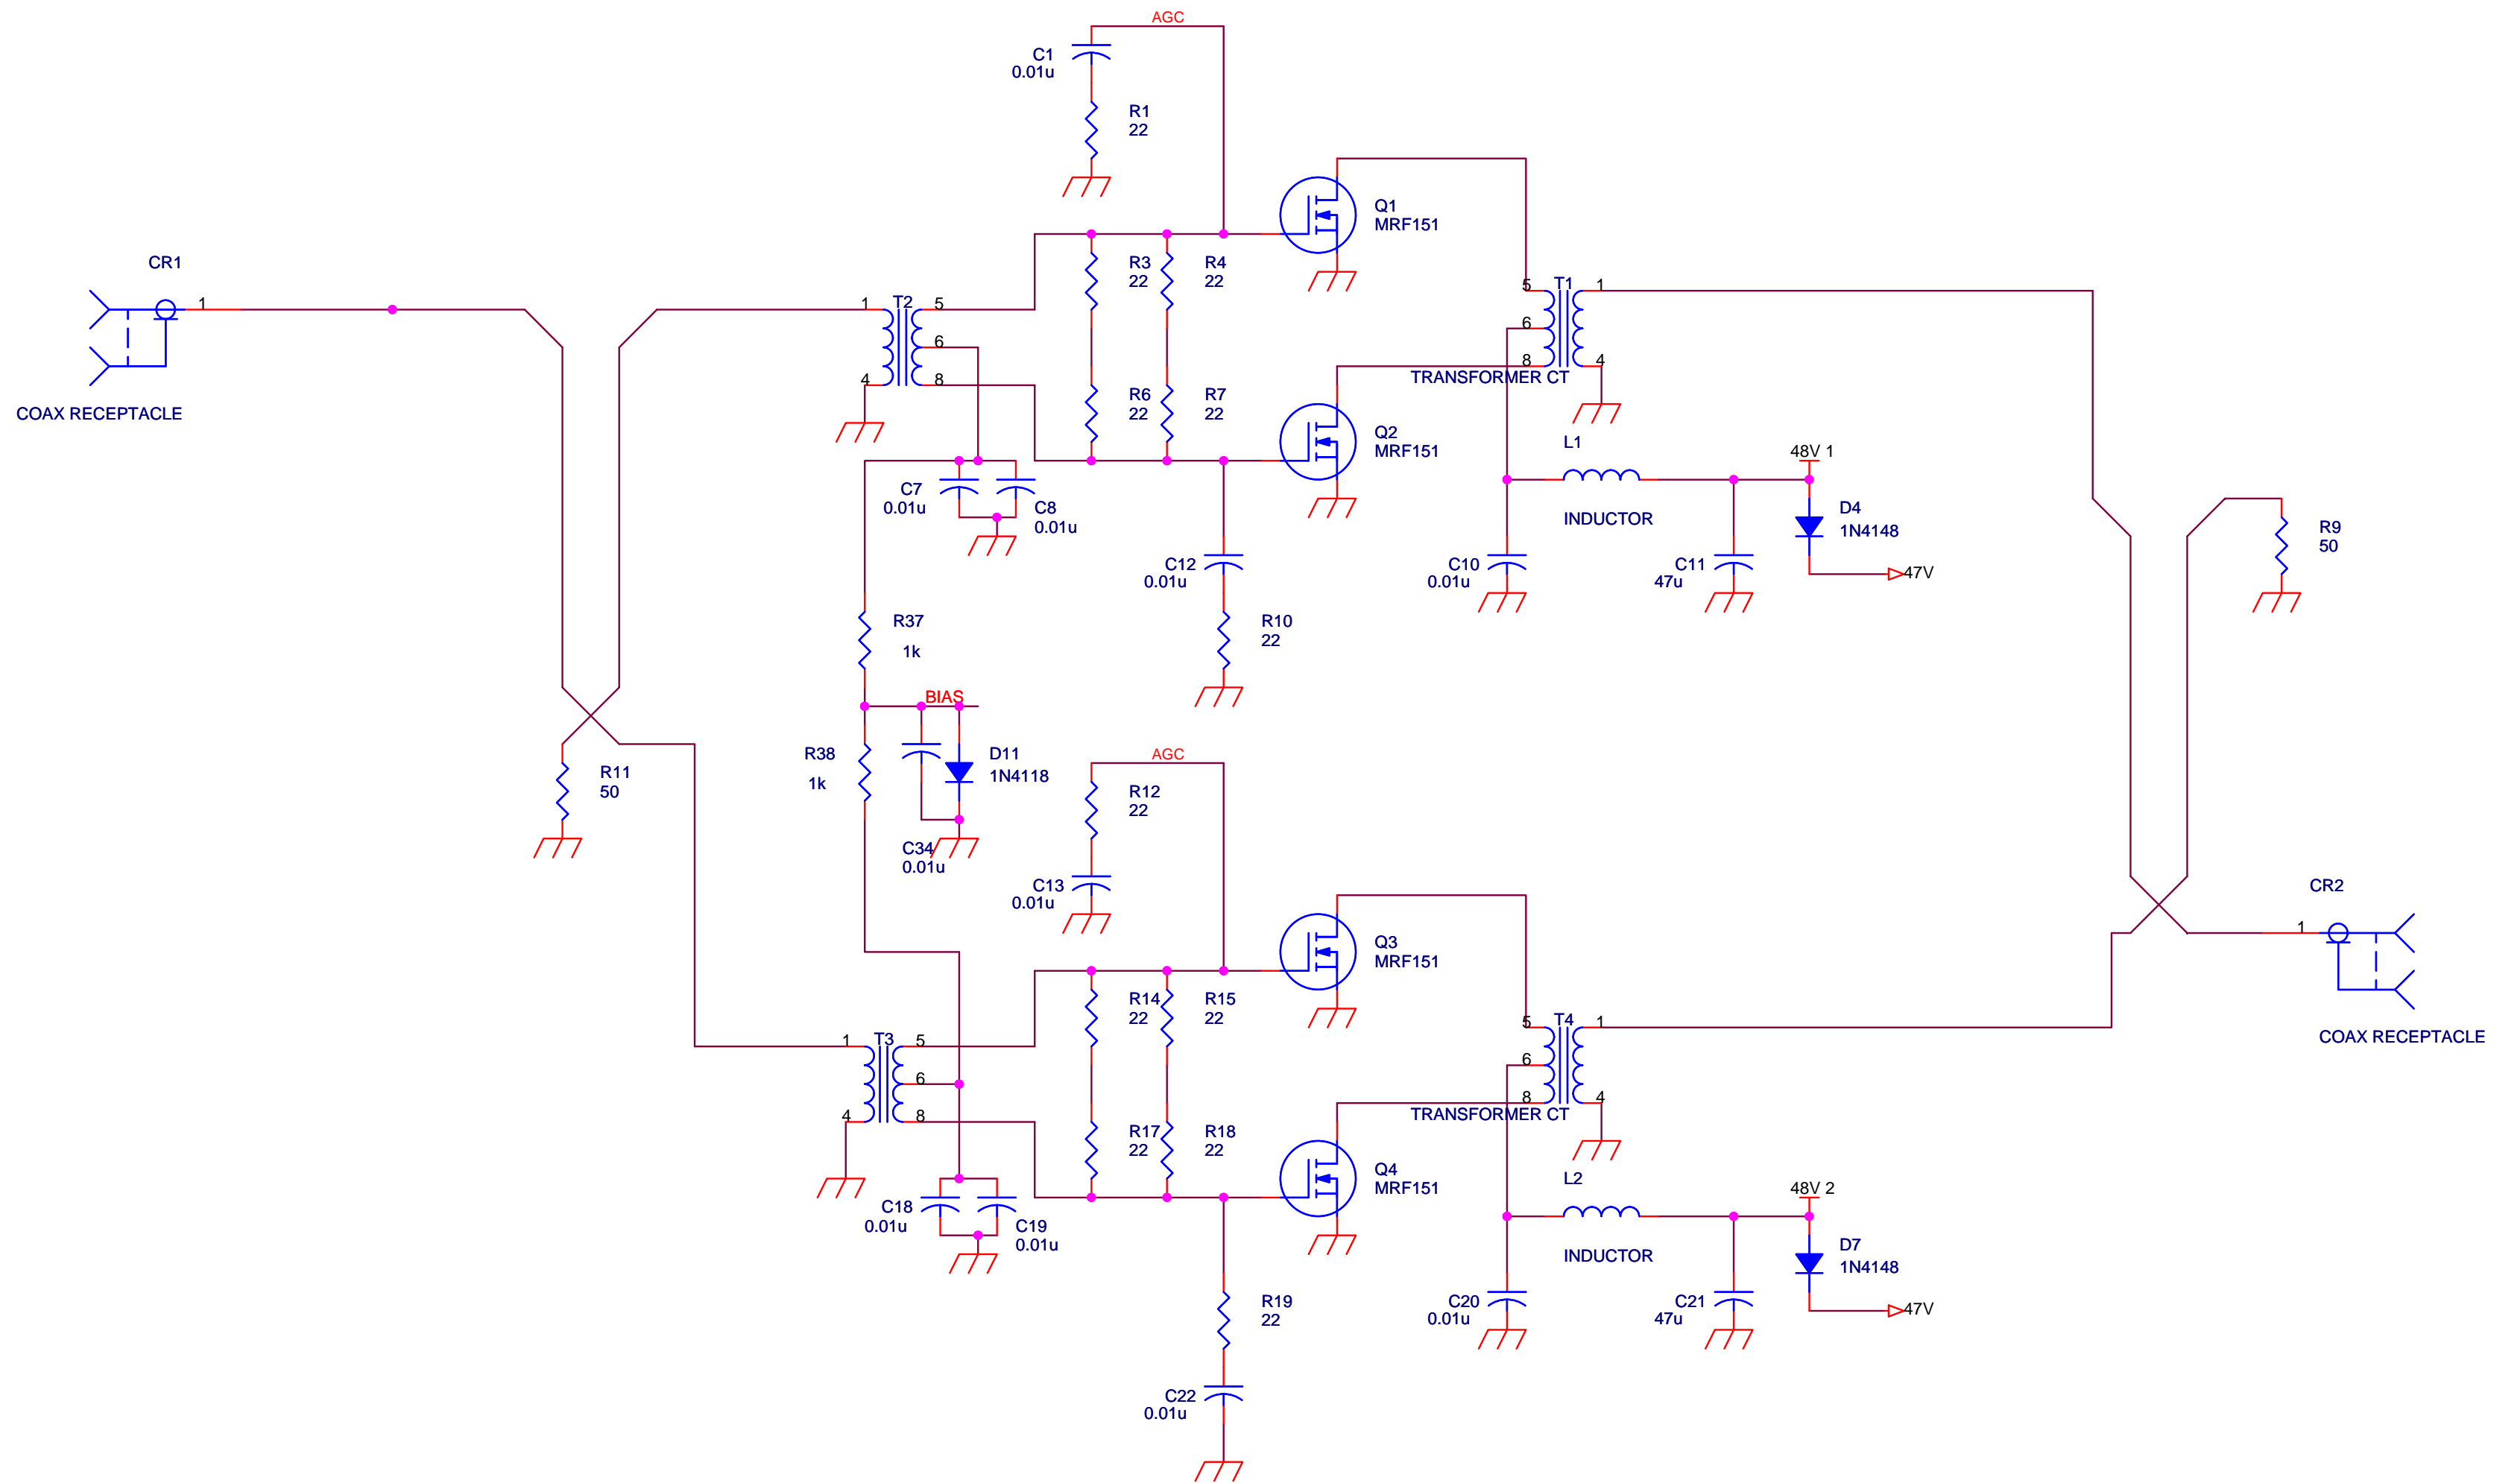 AGC
C1
0.01u
R1
22
Q1
MRF151
CR1
1
COAX RECEPTACLE
T2
1
4
5
6
8
R3
22
R4
22
R6
22
R7
22
Q2
MRF151
T1
5
6
8
1
4
TRANSFORMER CT
L1
INDUCTOR
48V 1
D4
1N4148
47V
R9
50
C7
0.01u
C8
0.01u
C12
0.01u
C10
0.01u
C11
47u
R37
1k
R10
22
BIAS
R38
1k
D11
1N4118
C34
0.01u
R11
50
AGC
R12
22
C13
0.01u
Q3
MRF151
CR2
1
COAX RECEPTACLE
T3
1
4
5
6
8
R14
22
R15
22
R17
22
R18
22
Q4
MRF151
T4
5
6
8
1
4
TRANSFORMER CT
L2
INDUCTOR
48V 2
D7
1N4148
47V
C18
0.01u
C19
0.01u
R19
22
C20
0.01u
C21
47u
C22
0.01u